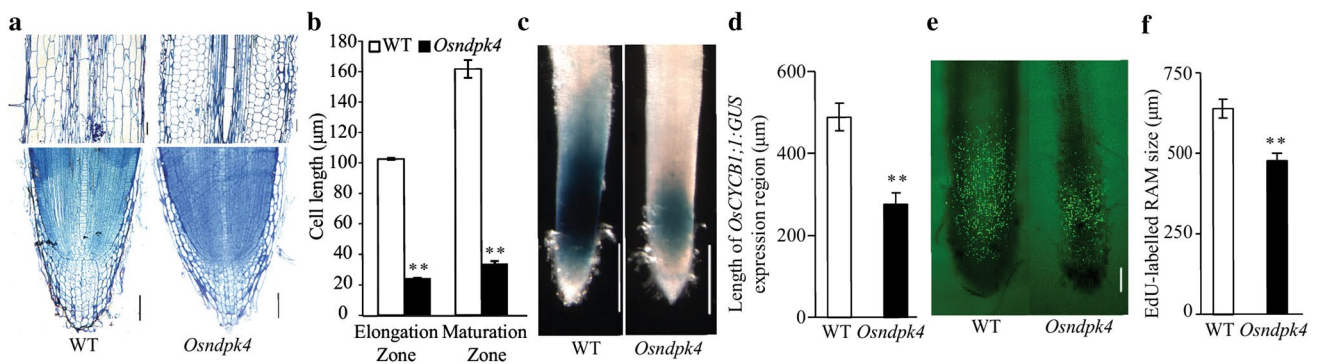 a
WT
Osndpk4
b
WT Osndpk4
Cell length (μm)
180
160
140
120
100
80
60
40
20
0
**
**
Elongation Zone
Maturation Zone
c
WT
Osndpk4
d
Length of OsCYCB1;1:GUS
expression region (μm)
600
400
200
0
**
WT Osndpk4
e
WT
Osndpk4
f
EdU-labelled RAM size (μm)
750
500
250
0
**
WT Osndpk4